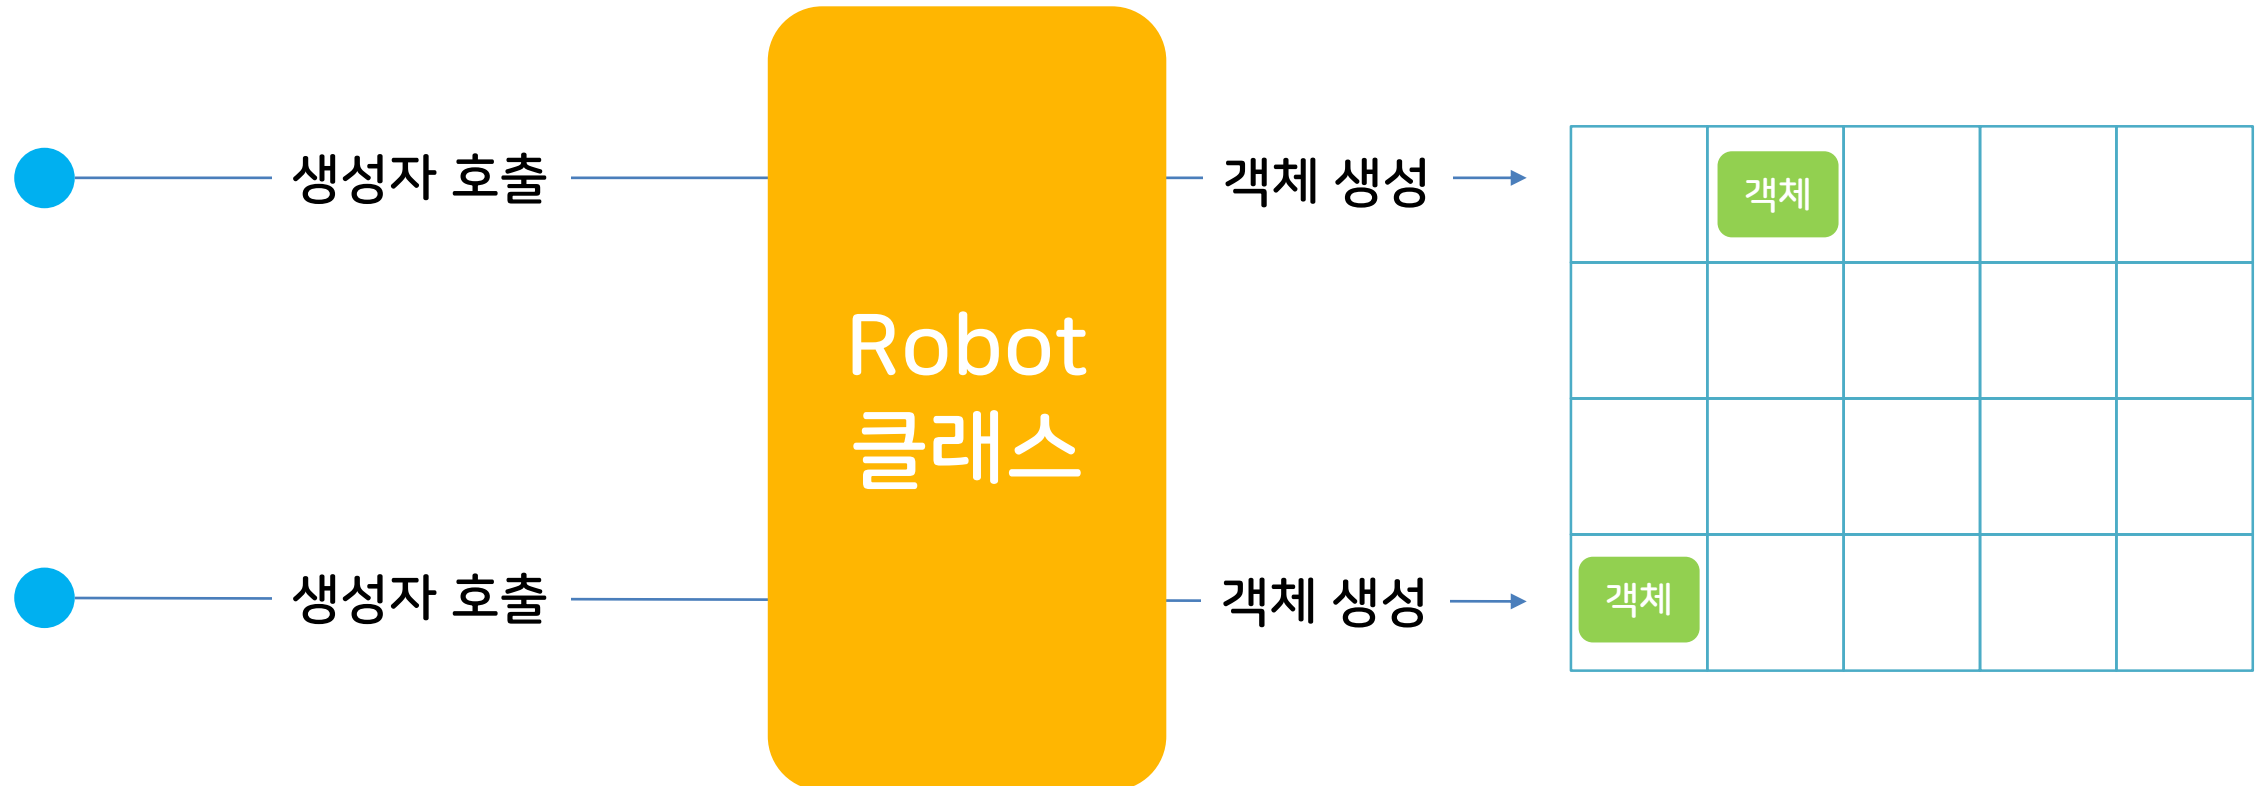 생성자 호출
객체 생성
객체
Robot
클래스
생성자 호출
객체 생성
객체